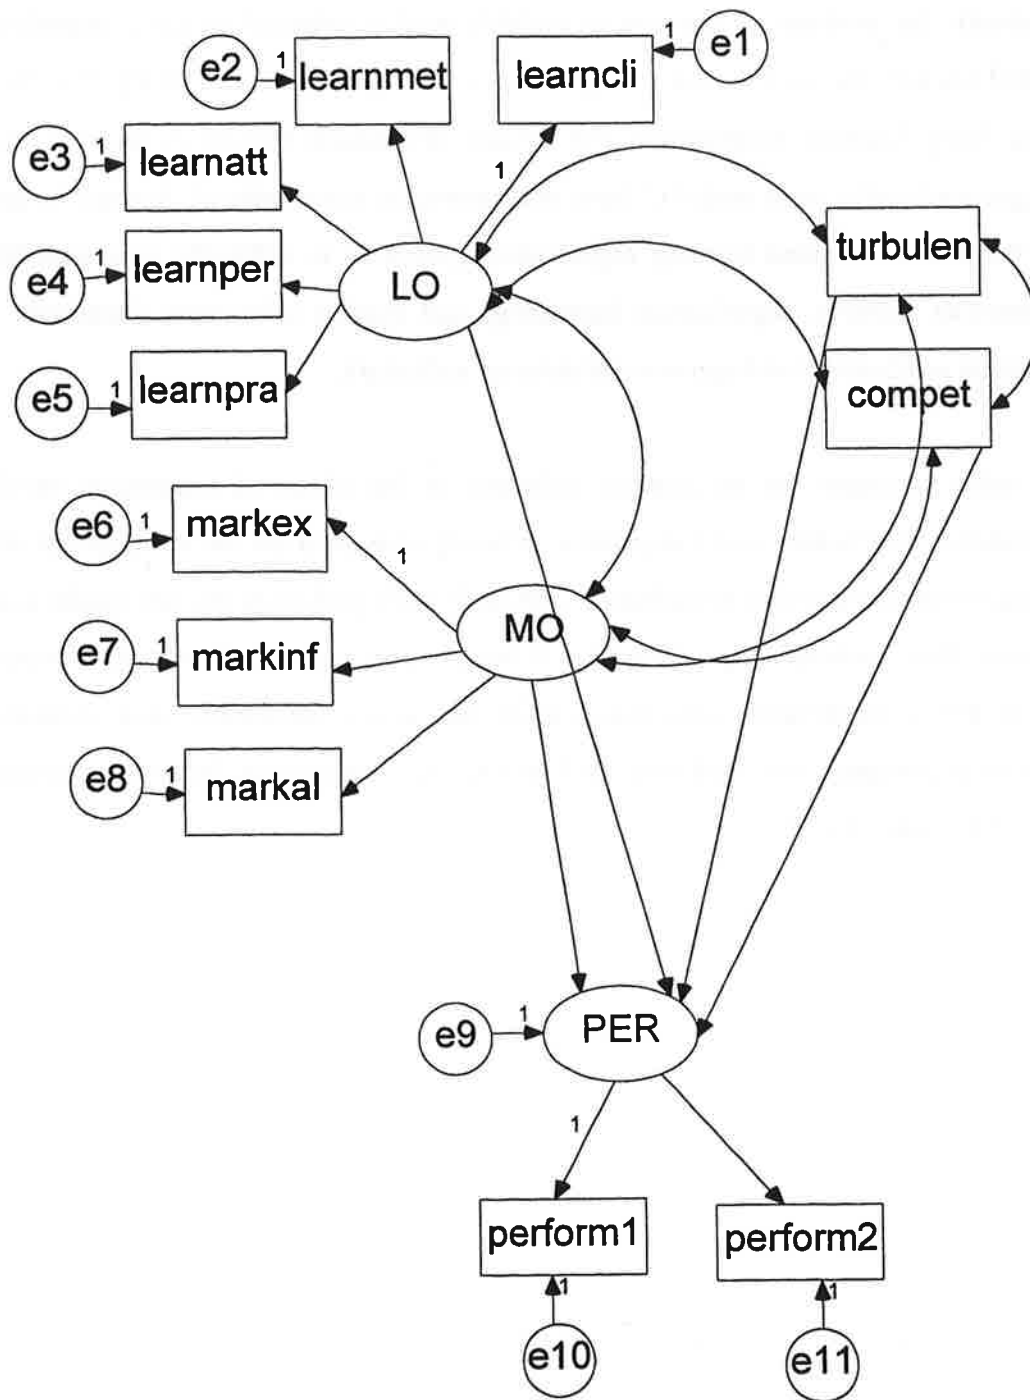 e1
1
e2
1
learnmet
learncli
e3
1
learnatt
1
turbulen
e4
1
learnper
LO
compet
e5
1
learnpra
e6
1
markex
1
MO
e7
1
markinf
e8
1
markal
e9
1
PER
1
perform1
perform2
1
1
e10
e11